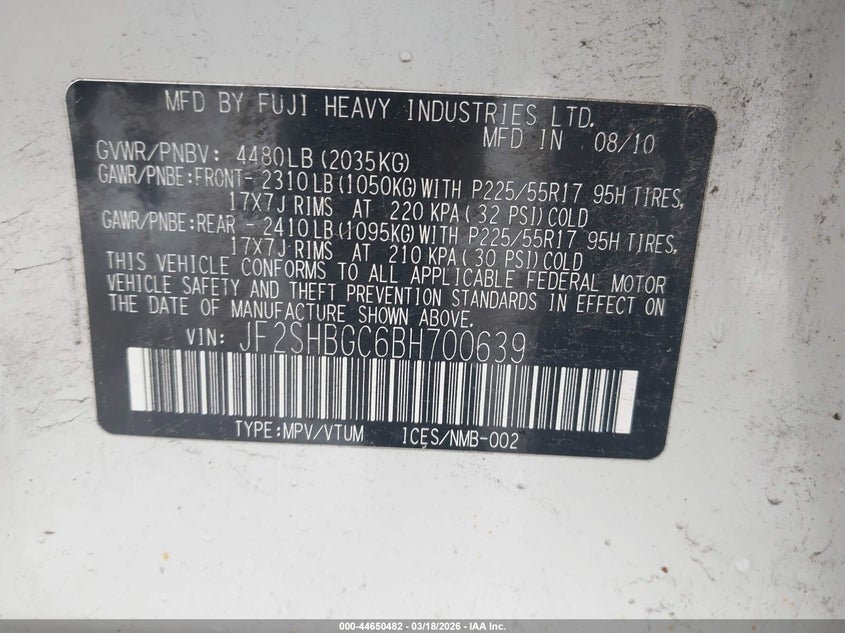 MFD BY FUJI HEAVY INDUSTRIES LTD.
MFD IN 08/10
GVWR/PNBV: 4480LB (2035KG)
GAWR/PNBE:FRONT- 2310LB(1050KG)WITH P225/55R17 95H TIRES,
17X7J RIMS AT 220 KPA(32 PSI)COLD
GAWR/PNBE:REAR - 2410LB(1095KG)WITH P225/55R17 95H TIRES,
17X7J RIMS AT 210 KPA(30 PSI)COLD
THIS VEHICLE CONFORMS TO ALL APPLICABLE FEDERAL MOTOR
VEHICLE SAFETY AND THEFT PREVENTION STANDARDS IN EFFECT ON
THE DATE OF MANUFACTURE SHOWN ABOVE.
VIN: JF2SHBGC6BH700639
TYPE:MPV/VTUM ICES/NMB-002
000-44650482 - 03/18/2026 - IAA Inc.